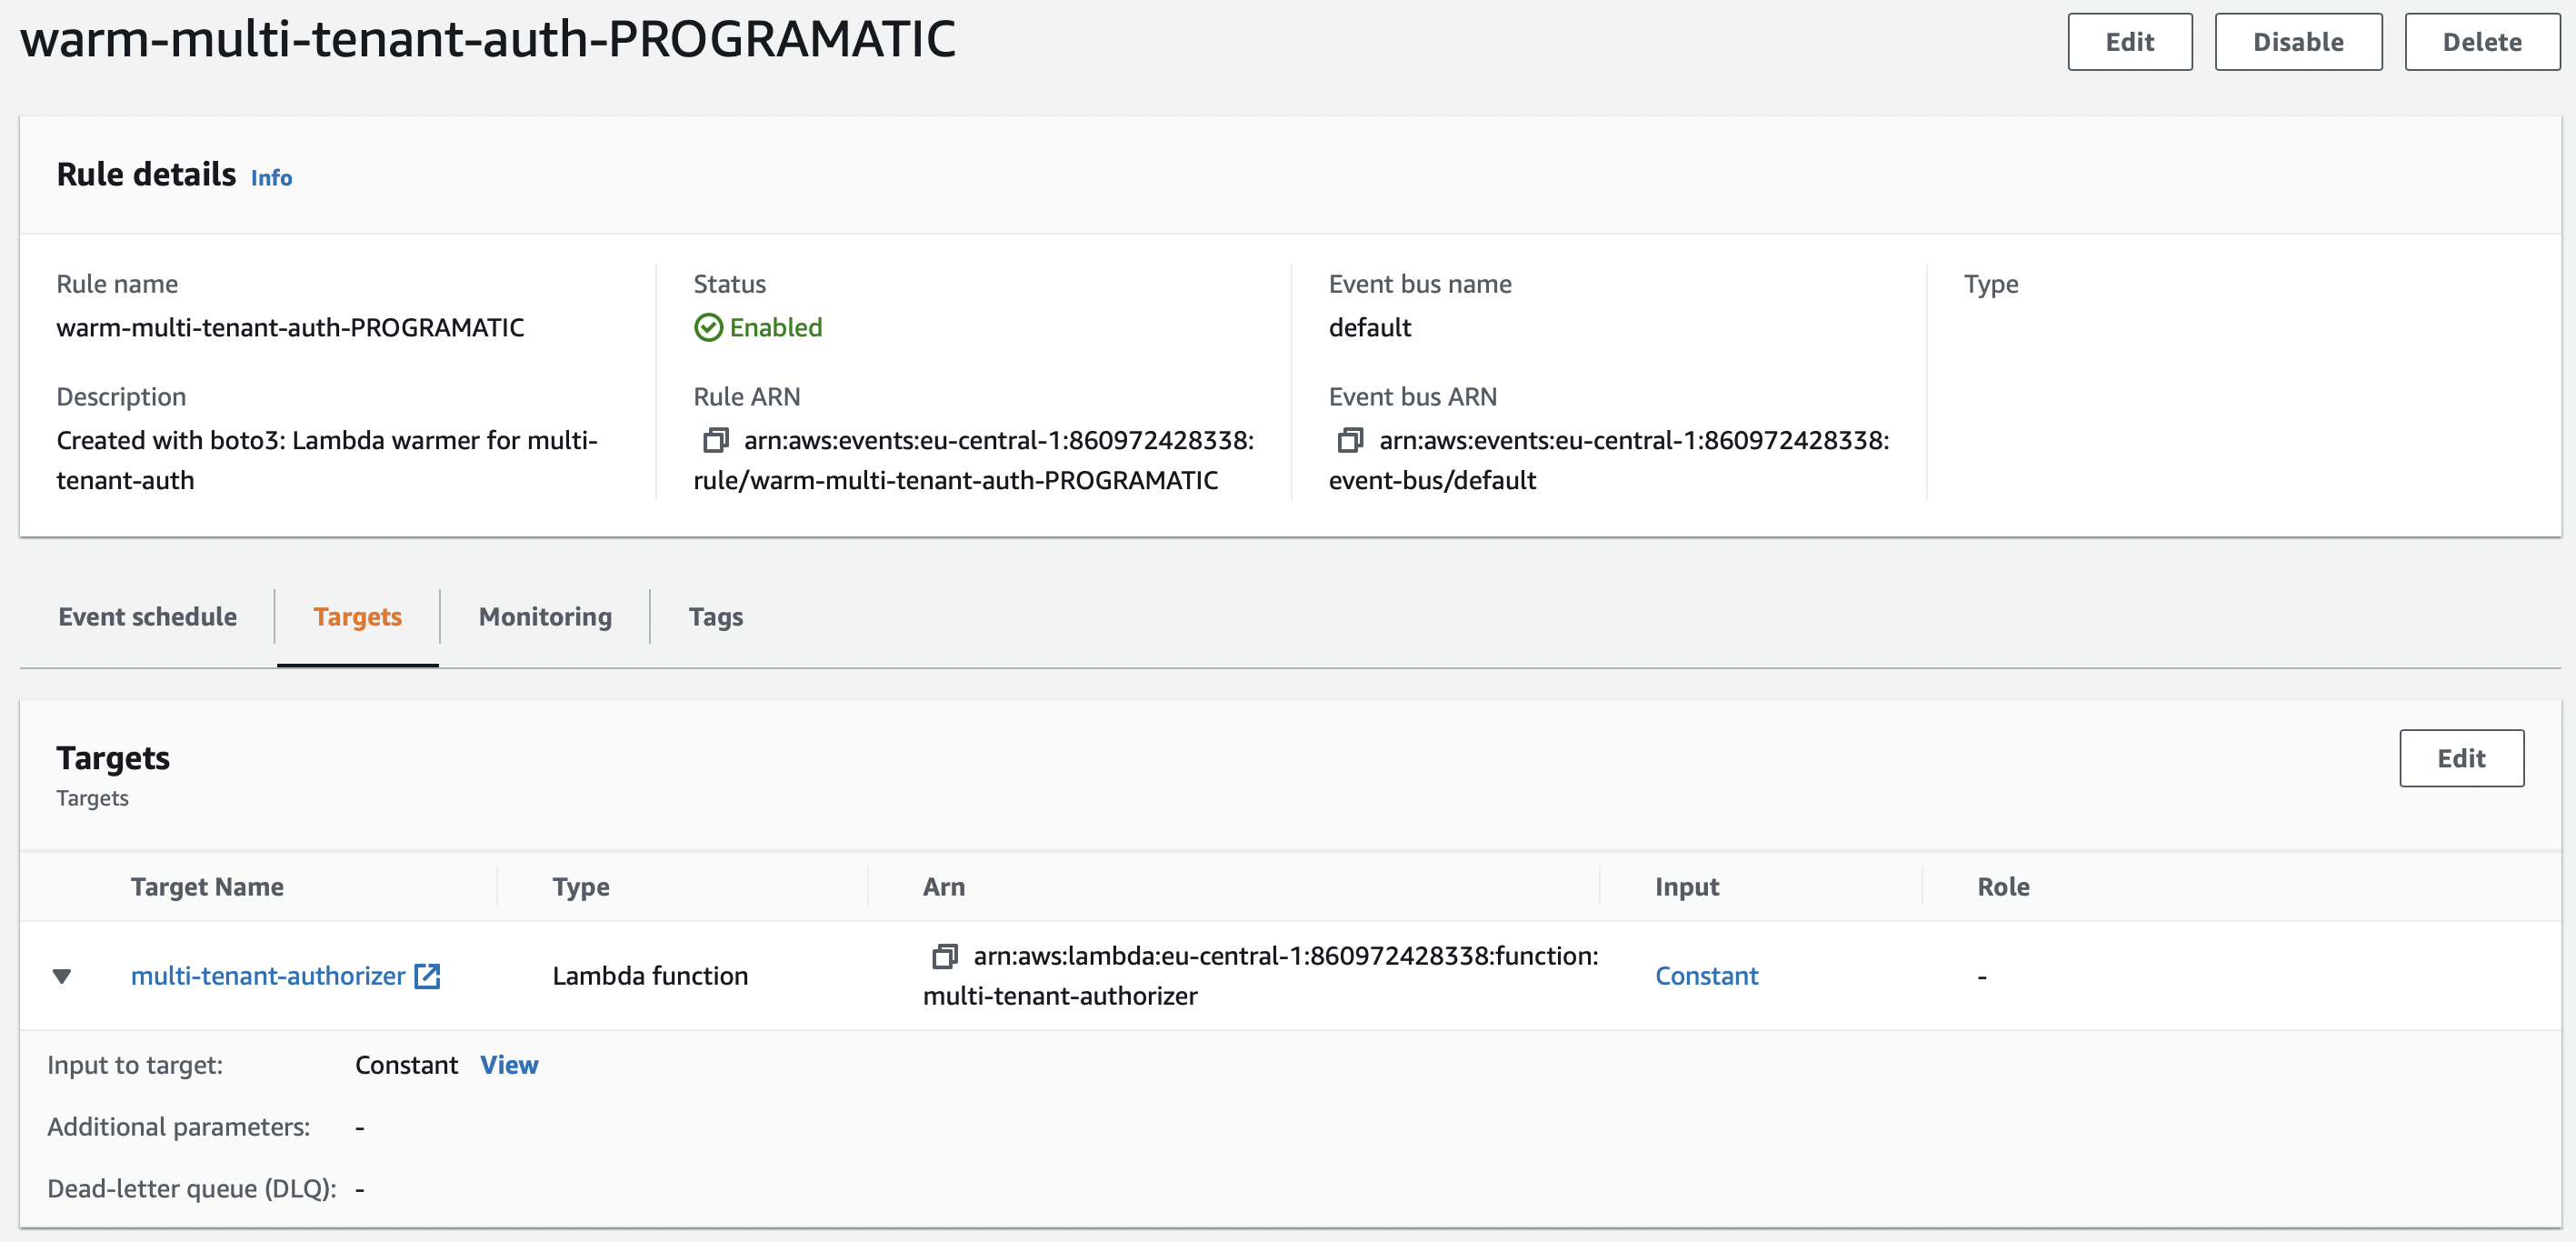 warm-multi-tenant-auth-PROGRAMATIC
Edit
Disable
Delete
Rule details Info
Rule name
warm-multi-tenant-auth-PROGRAMATIC
Description
Created with boto3: Lambda warmer for multi-
tenant-auth
Status
Enabled
Rule ARN
arn:aws:events:eu-central-1:860972428338:
rule/warm-multi-tenant-auth-PROGRAMATIC
Event bus name
default
Event bus ARN
arn:aws:events:eu-central-1:860972428338:
event-bus/default
Type
Event schedule
Targets
Monitoring
Tags
Targets
Targets
Edit
Target Name
Type
Arn
Input
Role
multi-tenant-authorizer
Lambda function
arn:aws:lambda:eu-central-1:860972428338:function:
multi-tenant-authorizer
Constant
-
Input to target: Constant View
Additional parameters: -
Dead-letter queue (DLQ): -